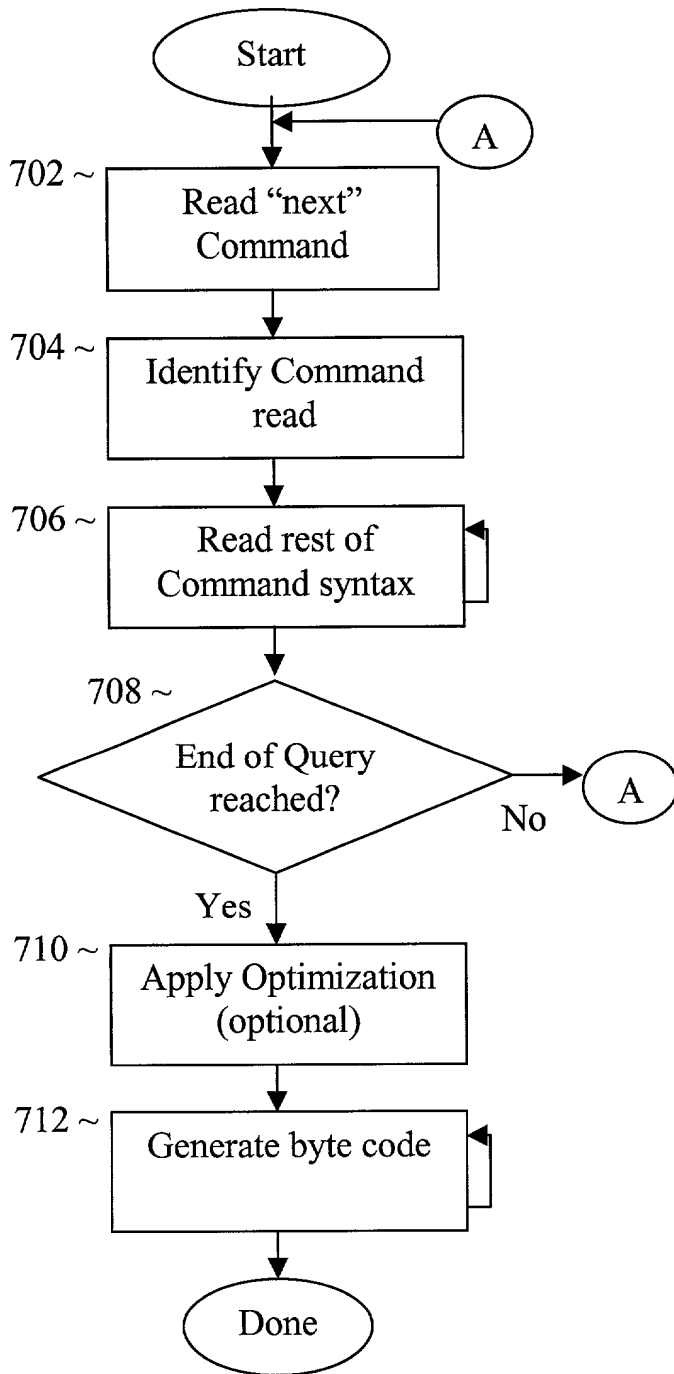 Start
A
702 ~
Read “next”
Command
704 ~
Identify Command
read
706 ~
Read rest of
Command syntax
708 ~
End of Query
reached?
No
A
Yes
710 ~
Apply Optimization
(optional)
712 ~
Generate byte code
Done